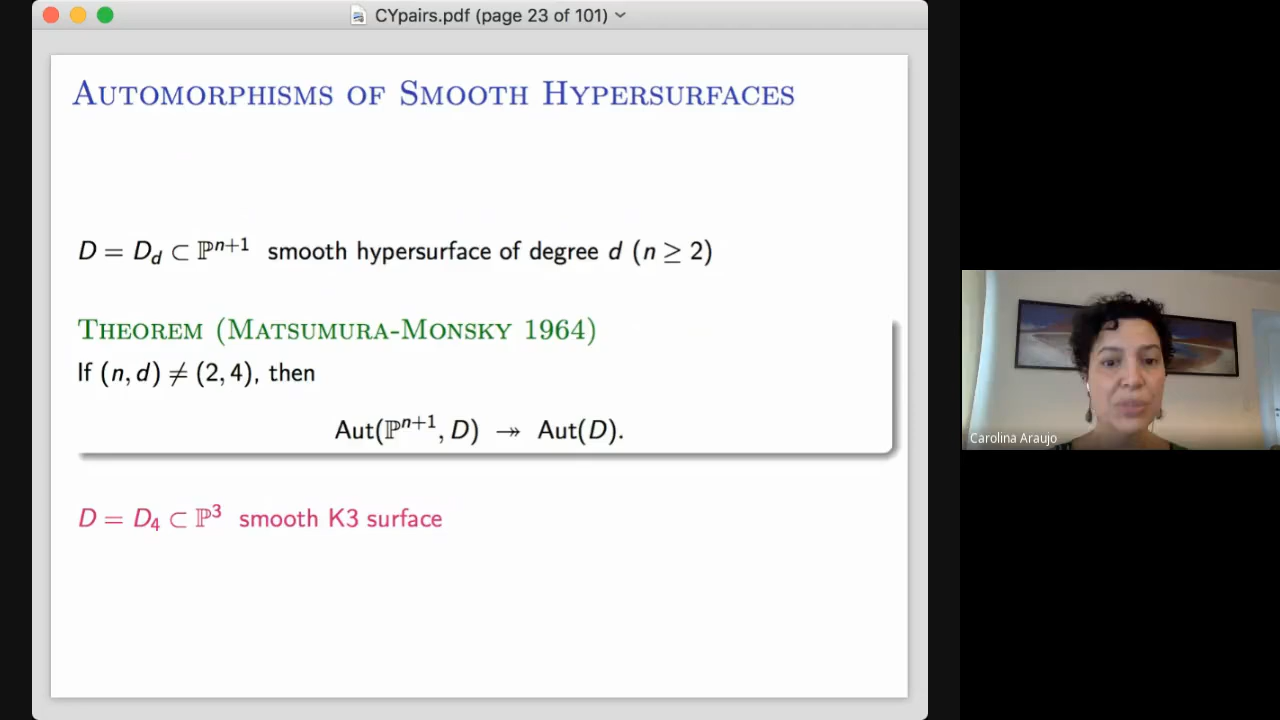 CYpairs.pdf (page 23 of 101)
Automorphisms of Smooth Hypersurfaces
D = D_d ⊂ ℙ^{n+1} smooth hypersurface of degree d (n ≥ 2)
Theorem (Matsumura-Monsky 1964)
If (n, d) ≠ (2, 4), then
Aut(ℙ^{n+1}, D) ↠ Aut(D).
D = D_4 ⊂ ℙ^3 smooth K3 surface
Carolina Araujo